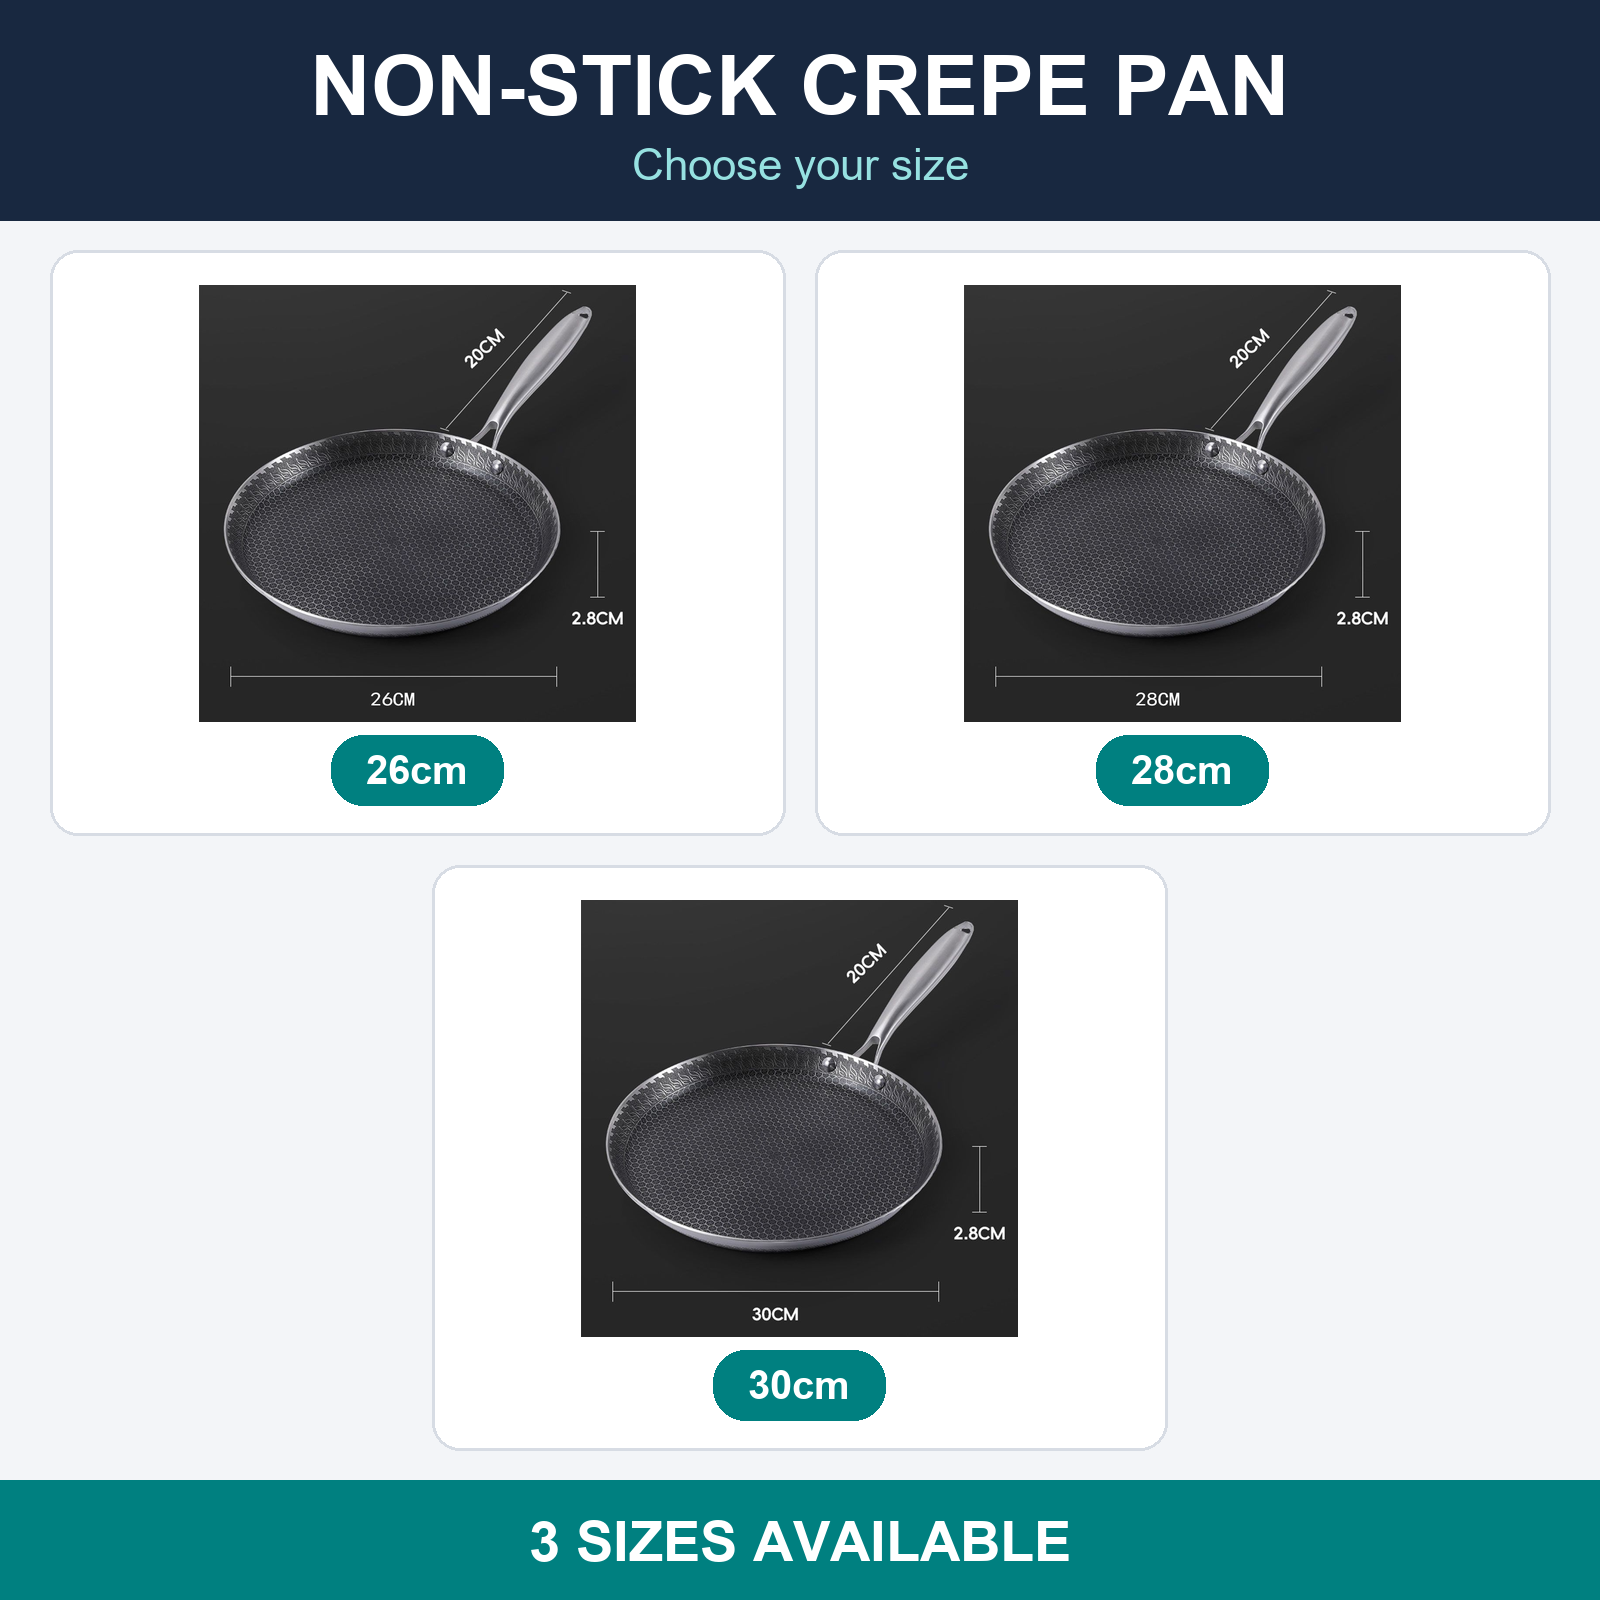 NON-STICK CREPE PAN
Choose your size
20CM
2.8CM
26CM
26cm
20CM
2.8CM
28CM
28cm
20CM
2.8CM
30CM
30cm
3 SIZES AVAILABLE